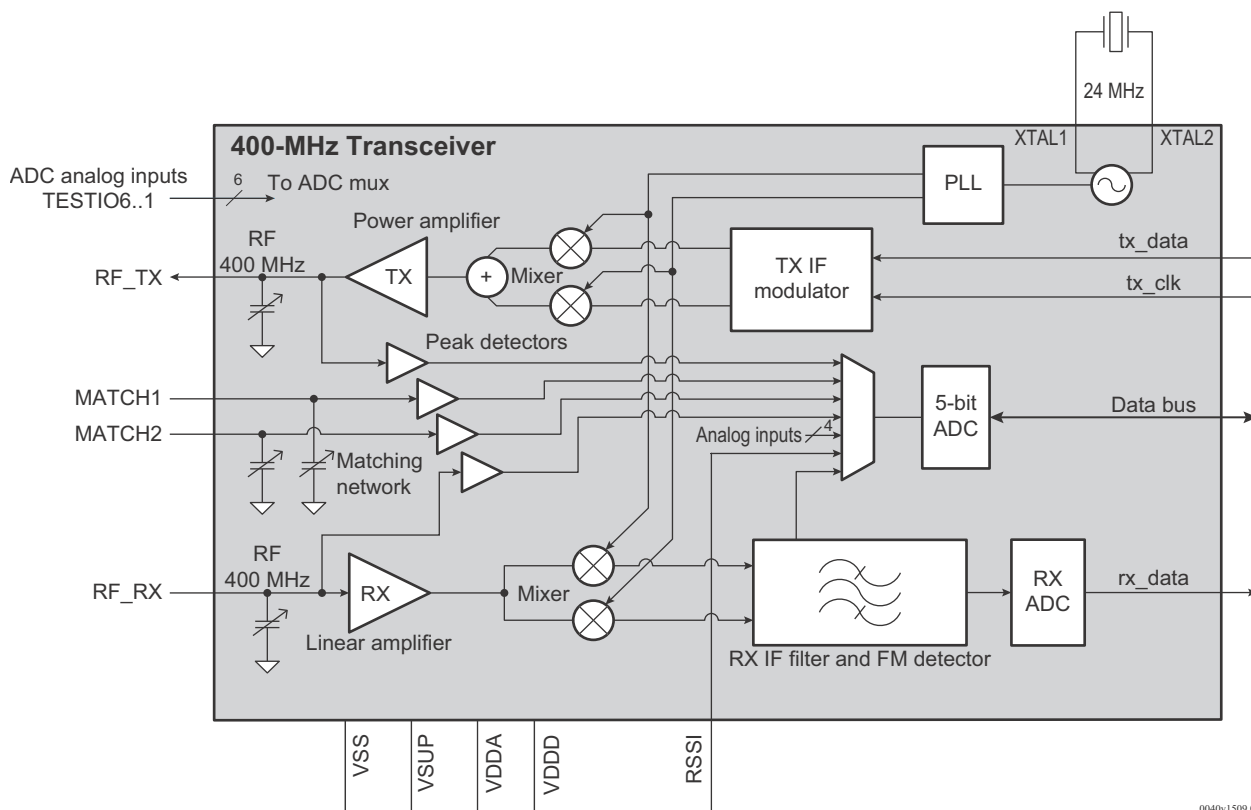 24 MHz
XTAL1
XTAL2
400-MHz Transceiver
ADC analog inputs
TESTIO6..1
6
To ADC mux
PLL
Power amplifier
RF
400 MHz
RF_TX
TX
+
Mixer
TX IF
modulator
tx_data
tx_clk
Peak detectors
MATCH1
MATCH2
Matching
network
Analog inputs
4
5-bit
ADC
Data bus
RF
400 MHz
RF_RX
RX
Linear amplifier
Mixer
RX IF filter and FM detector
RX
ADC
rx_data
VSS
VSUP
VDDA
VDDD
RSSI